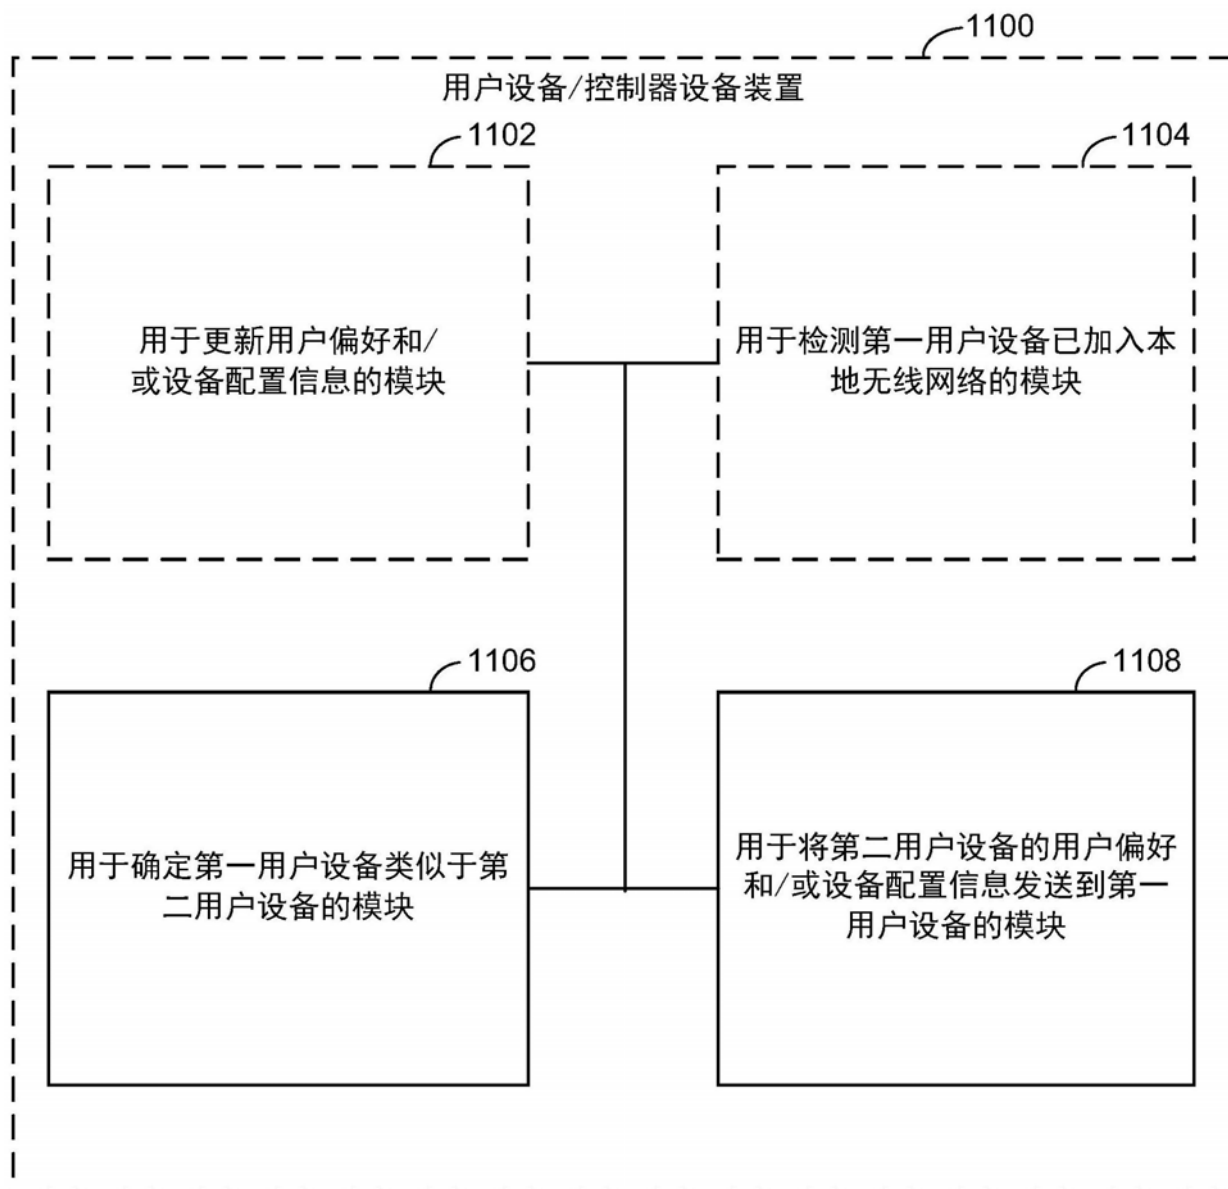 1100
用户设备/控制器设备装置
1102
1104
用于更新用户偏好和/
或设备配置信息的模块
用于检测第一用户设备已加入本
地无线网络的模块
1106
1108
用于确定第一用户设备类似于第
二用户设备的模块
用于将第二用户设备的用户偏好
和/或设备配置信息发送到第一
用户设备的模块